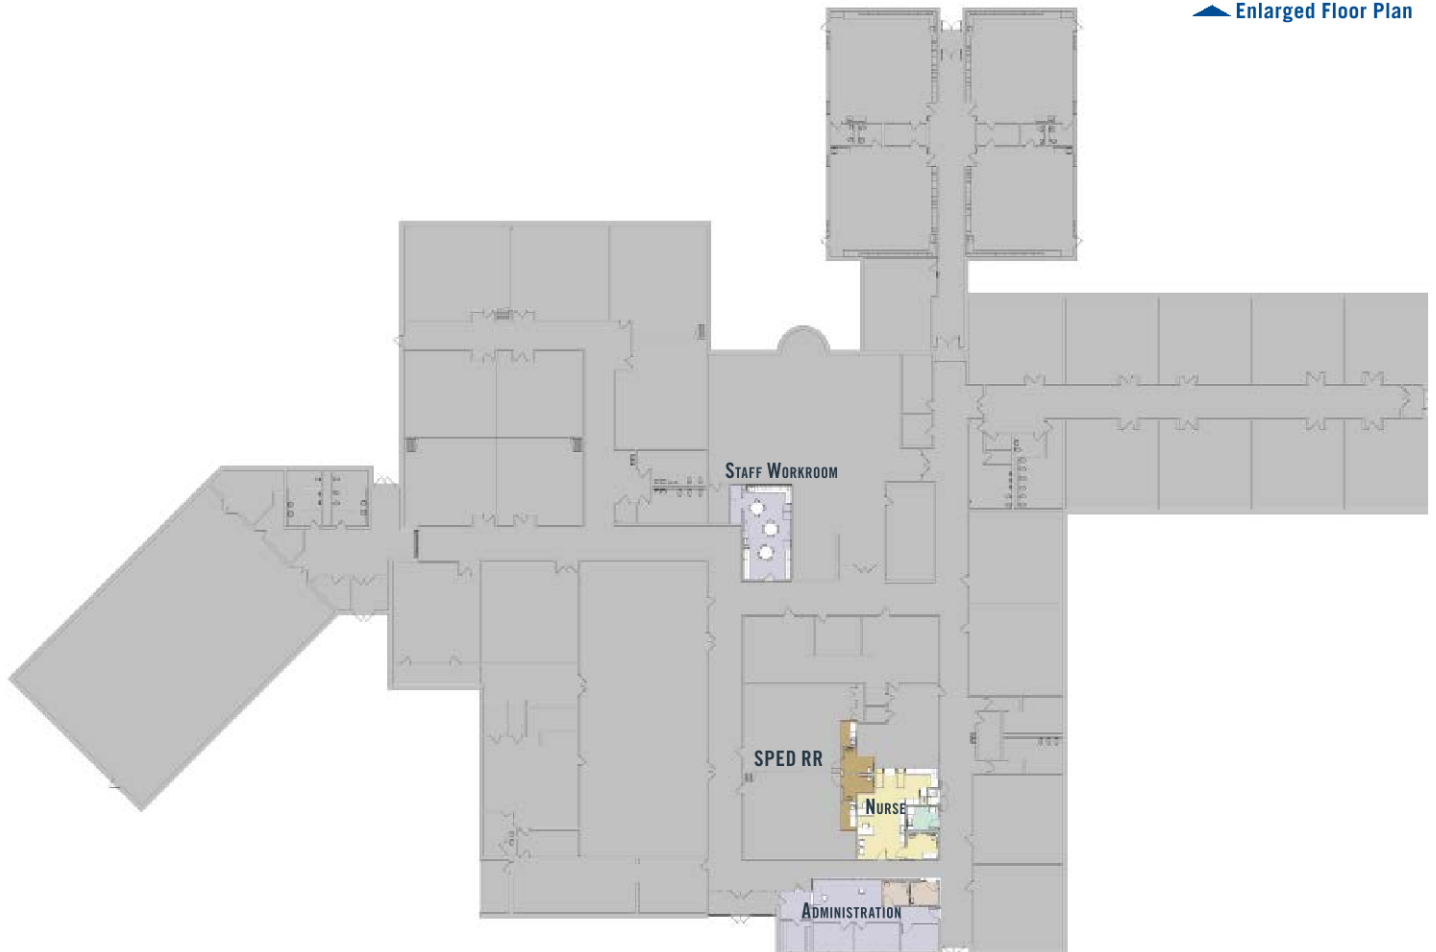 Enlarged Floor Plan
Staff Workroom
SPED RR
Nurse
Administration